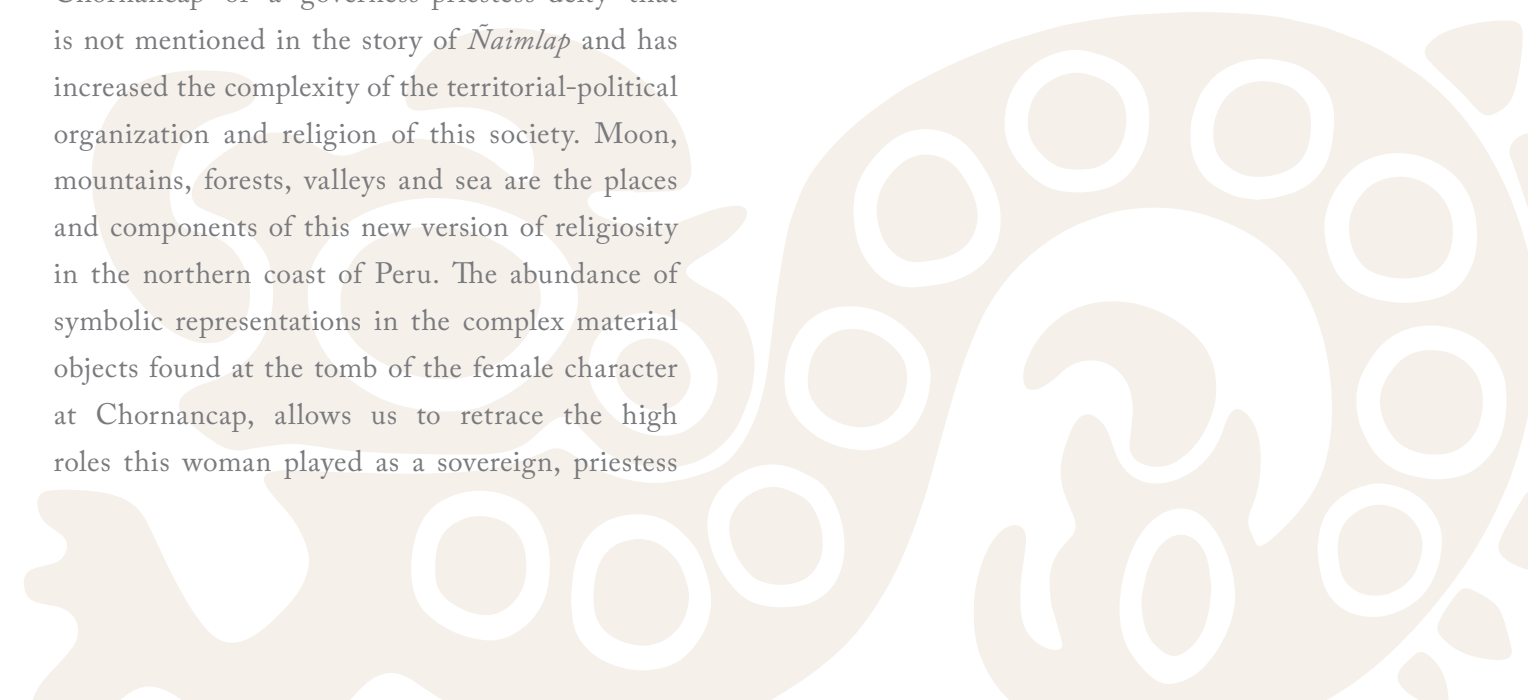 Chornancap of a governess-priestess deity that
is not mentioned in the story of Ñaimlap and has
increased the complexity of the territorial-political
organization and religion of this society. Moon,
mountains, forests, valleys and sea are the places
and components of this new version of religiosity
in the northern coast of Peru. The abundance of
symbolic representations in the complex material
objects found at the tomb of the female character
at Chornancap, allows us to retrace the high
roles this woman played as a sovereign, priestess